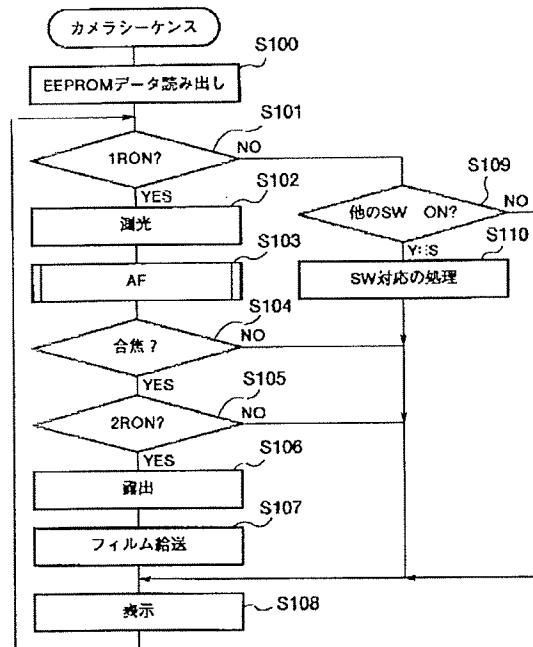 カメラシーケンス
S100
EEPROMデータ読み出し
S101
1RON?
NO
YES
S102
測光
S103
AF
S104
合焦?
NO
YES
S105
2RON?
NO
YES
S106
露出
S107
フィルム給送
S108
表示
S109
他のSW ON?
NO
YES
S110
SW対応の処理